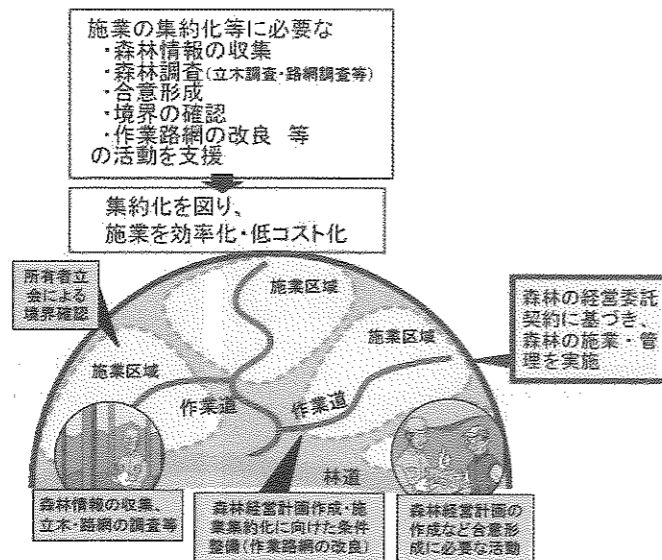 施業の集約化等に必要な
・森林情報の収集
・森林調査(立木調査・路網調査等)
・合意形成
・境界の確認
・作業路網の改良 等
の活動を支援
集約化を図り、
施業を効率化・低コスト化
所有者立
会による
境界確認
施業区域
施業区域
施業区域
作業道
作業道
林道
森林の経営委託
契約に基づき、
森林の施業・管
理を実施
森林情報の収集、
立木・路網の調査等
森林経営計画作成・施
業集約化に向けた条件
整備(作業路網の改良)
森林経営計画の
作成など合意形
成に必要な活動